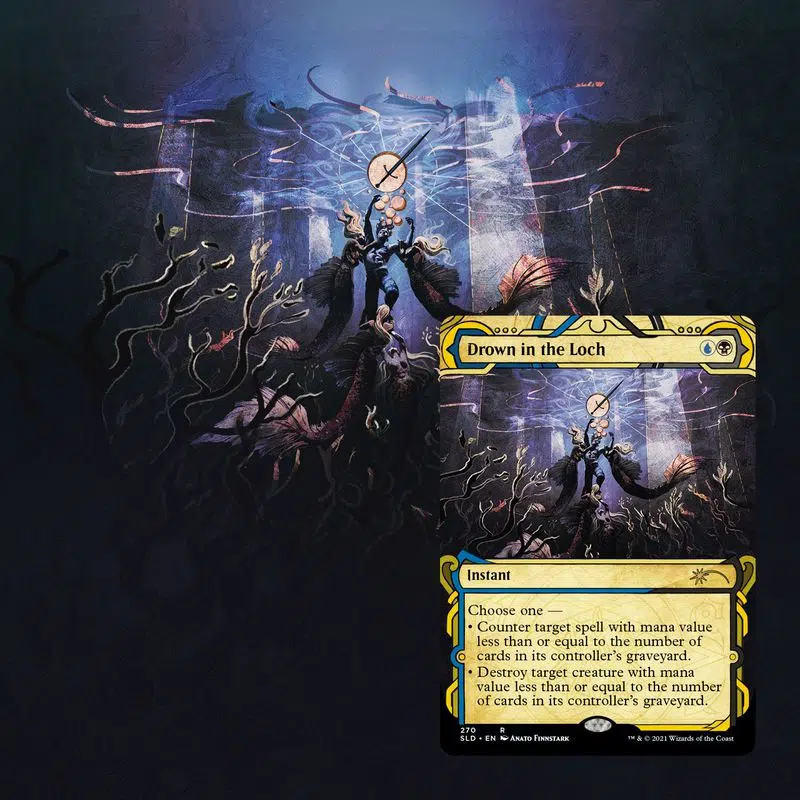 Drown in the Loch
Instant
Choose one —
• Counter target spell with mana value
less than or equal to the number of
cards in its controller's graveyard.
• Destroy target creature with mana
value less than or equal to the number
of cards in its controller's graveyard.
270 R
SLD • EN Anato Finnstark
™ & © 2021 Wizards of the Coast